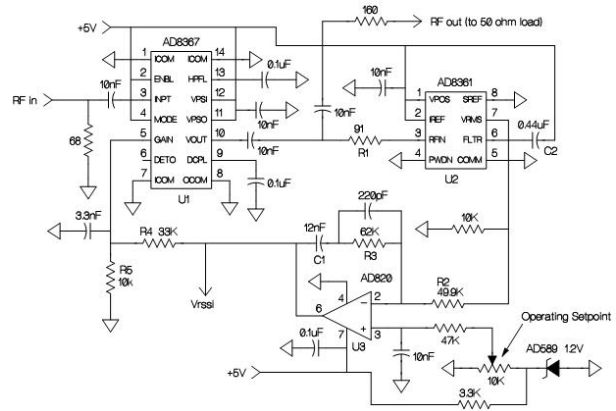 160
RF out (to 50 ohm load)
+5V
AD8367
1 ICOM ICOM 14
2 ENBL HPFL 13
3 INPT VPSI 12
4 MODE VPSO 11
5 GAIN VOUT 10
6 DETO DCPL 9
7 ICOM OCOM 8
U1
0.1uF
10nF
RF in
68
10nF
10nF
0.1uF
10nF
91
R1
10nF
AD8361
1 VPOS SREF 8
2 IREF VRMS 7
3 RFIN FLTR 6
4 PWDN COMM 5
U2
0.44uF
C2
3.3nF
R4 33K
R5
10k
Vrssi
220pF
12nF
C1
62K
R3
10K
AD820
R2
49.9K
4
2
6
3
7
U3
47K
Operating Setpoint
0.1uF
10nF
10K
AD589 1.2V
+5V
3.3K